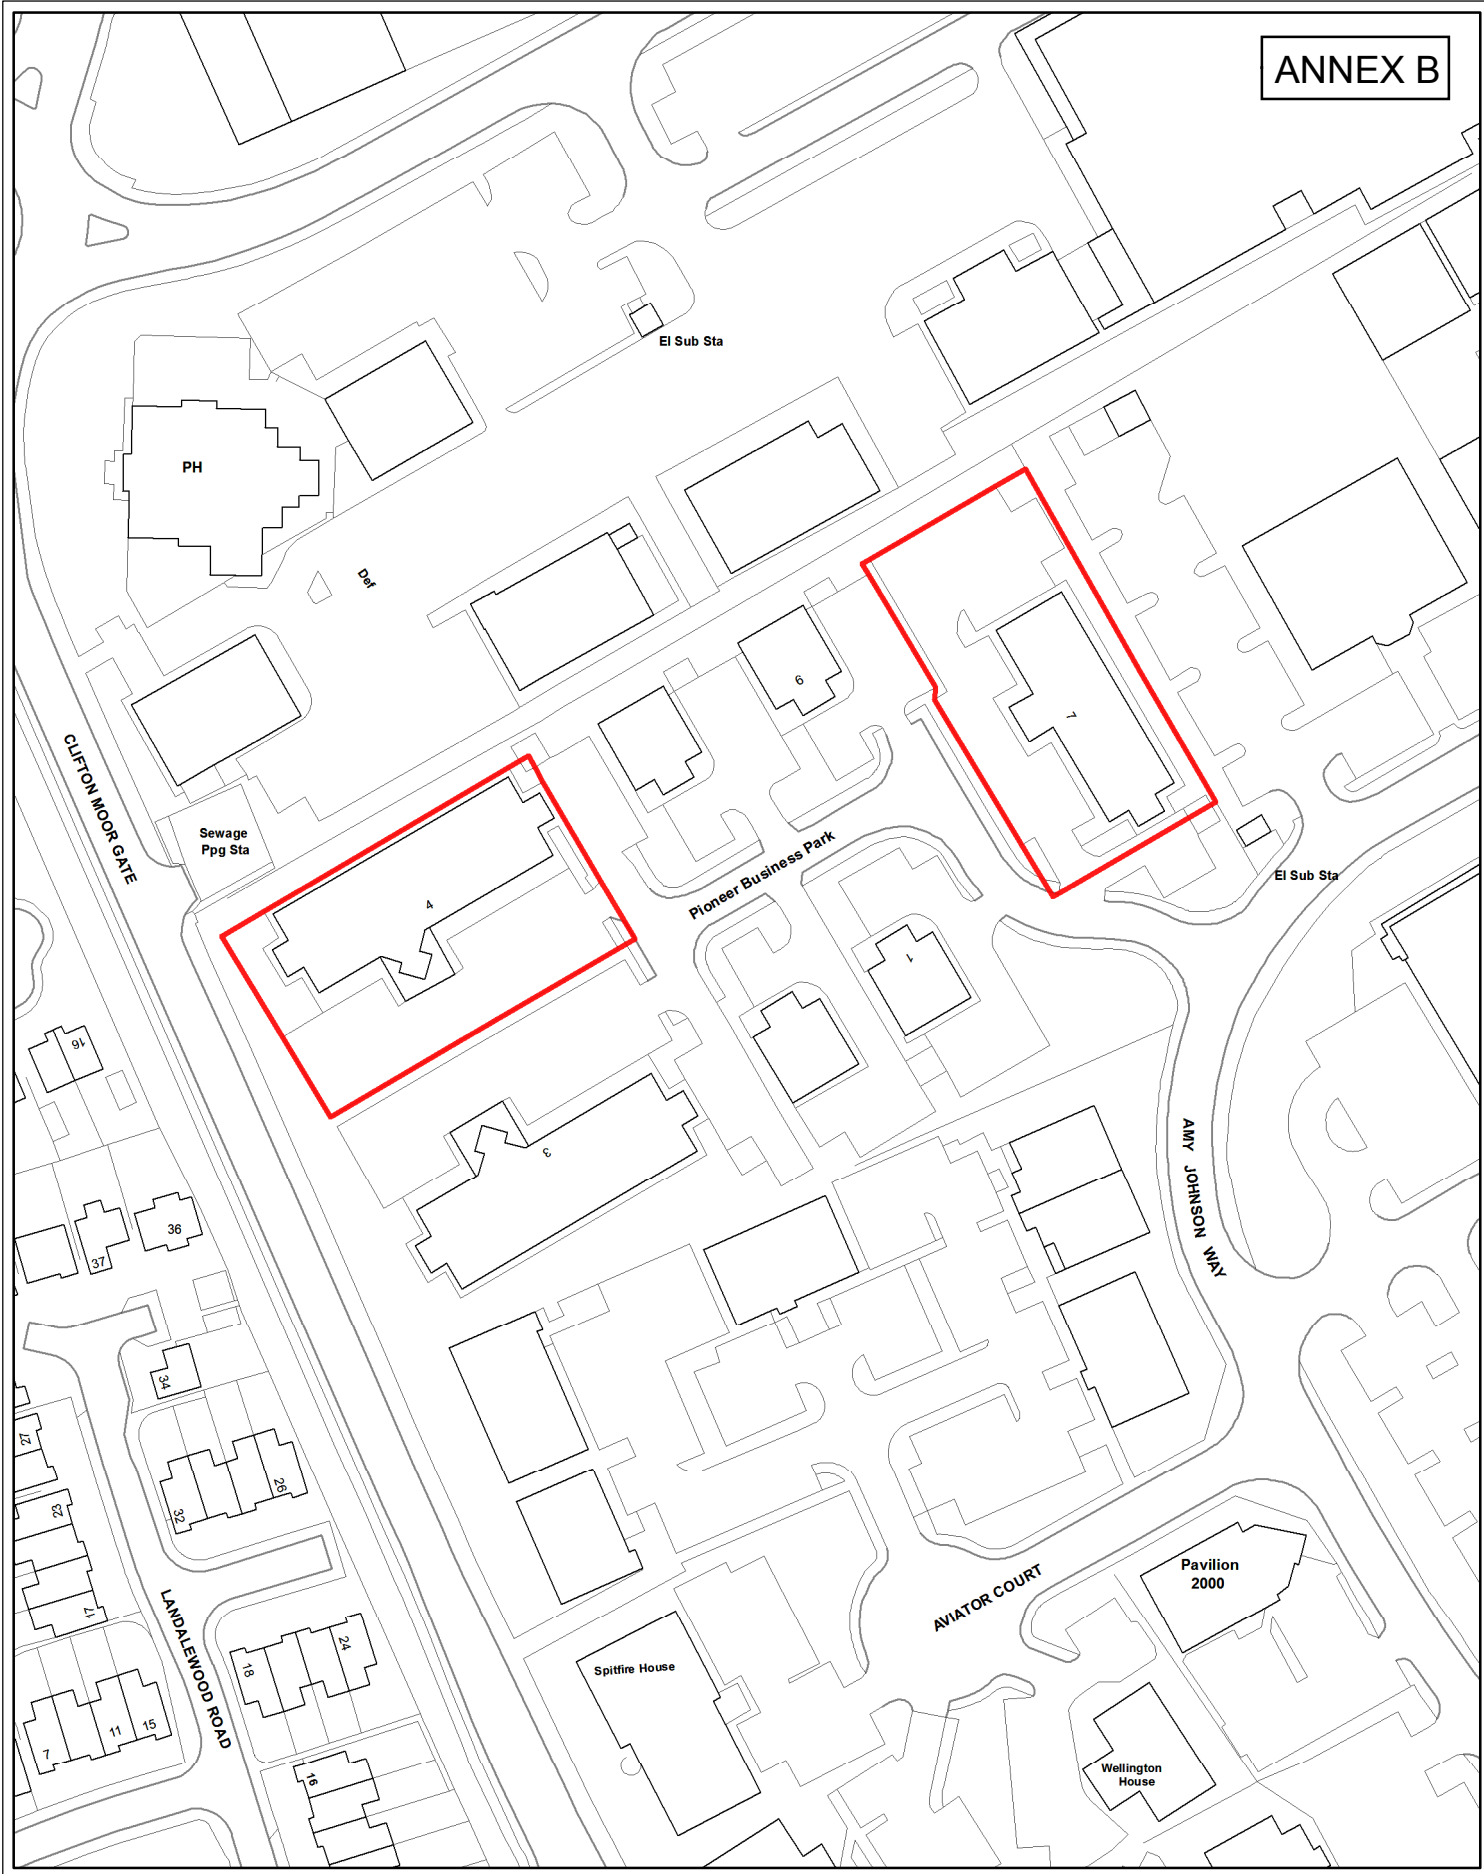 ANNEX B
El Sub Sta
PH
Def
6
7
CLIFTON MOOR GATE
Sewage
Ppg Sta
Pioneer Business Park
El Sub Sta
4
1
16
3
AMY JOHNSON WAY
36
37
34
27
26
32
23
17
LANDALEWOOD ROAD
Pavilion
2000
AVIATOR COURT
24
18
Spitfire House
15
11
7
16
Wellington
House